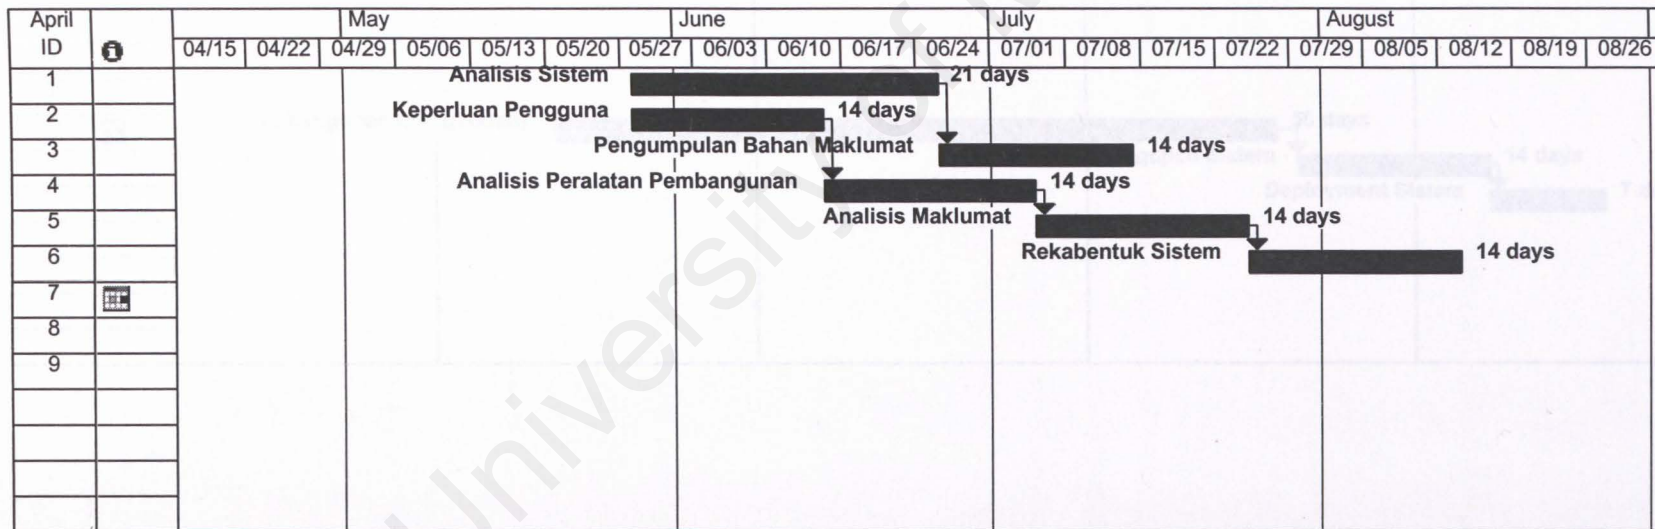 April May June July August
ID 04/15 04/22 04/29 05/06 05/13 05/20 05/27 06/03 06/10 06/17 06/24 07/01 07/08 07/15 07/22 07/29 08/05 08/12 08/19 08/26
1 Analisis Sistem 21 days
2 Keperluan Pengguna 14 days
3 Pengumpulan Bahan Maklumat 14 days
4 Analisis Peralatan Pembangunan 14 days
5 Analisis Maklumat 14 days
6 Rekabentuk Sistem 14 days
7
8
9
University of